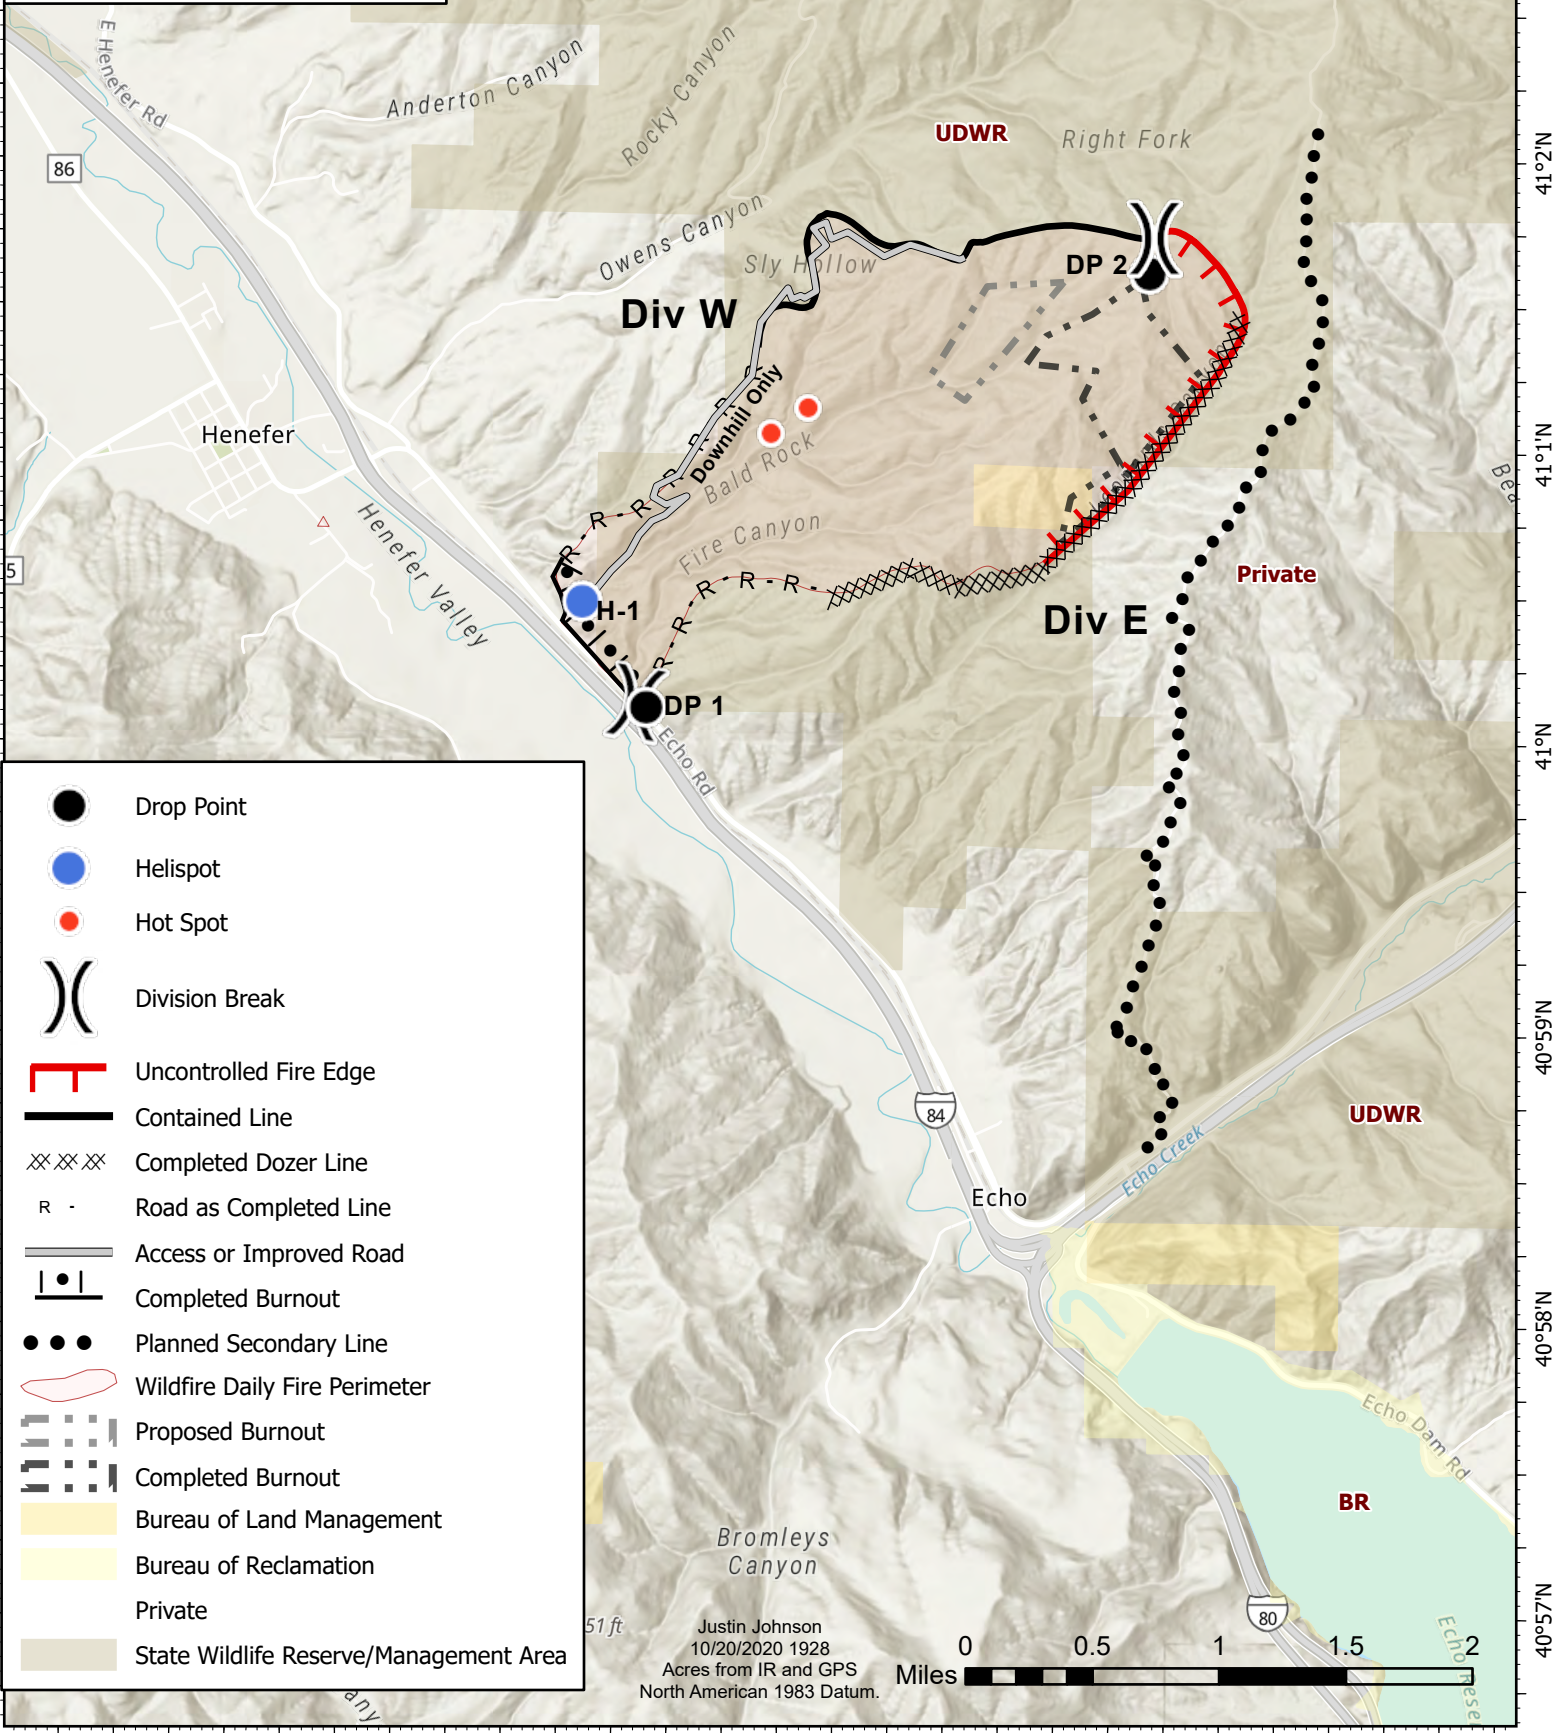 E Henefer Rd
Anderton Canyon
Rocky Canyon
UDWR
Right Fork
86
Owens Canyon
Sly Hollow
DP 2
Div W
Downhill Only
Bald Rock
Henefer
Henefer Valley
Fire Canyon
Private
5
H-1
Div E
DP 1
Echo Rd
R
R
R
R
R
R
R
R
R
R
R
R
41°2'N
41°1'N
41°N
40°59'N
40°58'N
40°57'N
84
UDWR
Echo Creek
Echo
Echo Dam Rd
BR
Bromleys
Canyon
51 ft
80
Drop Point
Helispot
Hot Spot
Division Break
Uncontrolled Fire Edge
Contained Line
Completed Dozer Line
R - Road as Completed Line
Access or Improved Road
Completed Burnout
Planned Secondary Line
Wildfire Daily Fire Perimeter
Proposed Burnout
Completed Burnout
Bureau of Land Management
Bureau of Reclamation
Private
State Wildlife Reserve/Management Area
Justin Johnson
10/20/2020 1928
Acres from IR and GPS
North American 1983 Datum.
0 0.5 1 1.5 2
Miles